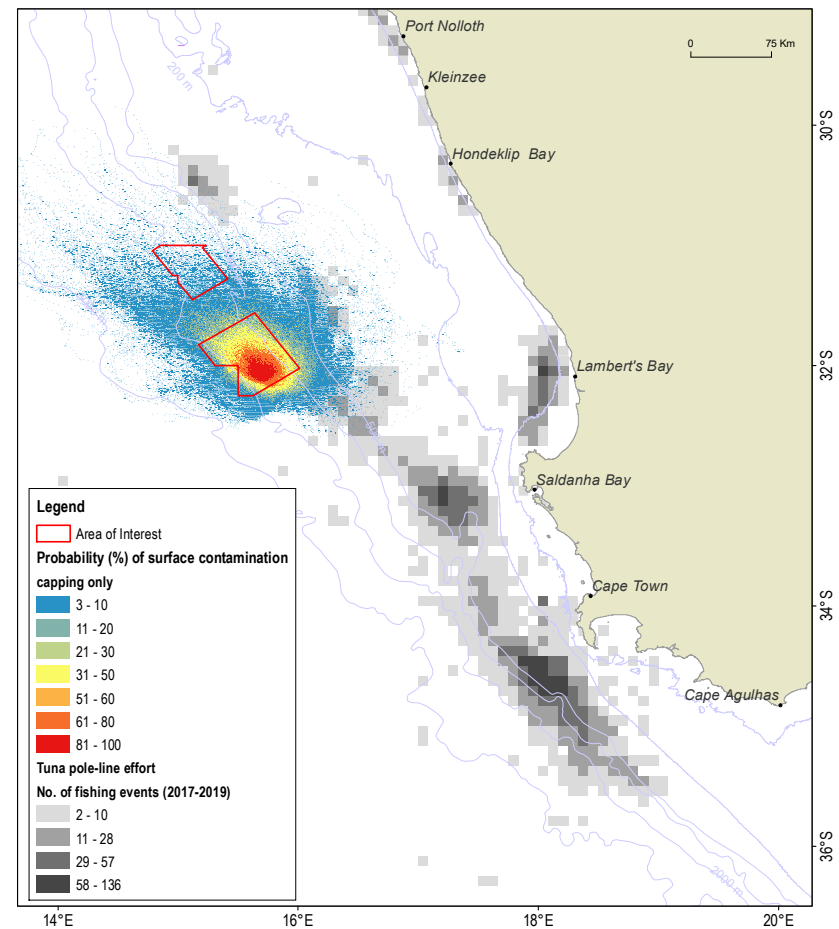 Port Nolloth
0
75 Km
200 m
Kleinzee
30°S
Hondeklip Bay
32°S
Lambert's Bay
Saldanha Bay
Legend
Area of Interest
Probability (%) of surface contamination
capping only
3 - 10
11 - 20
21 - 30
31 - 50
51 - 60
61 - 80
81 - 100
Tuna pole-line effort
No. of fishing events (2017-2019)
2 - 10
11 - 28
29 - 57
58 - 136
Cape Town
34°S
Cape Agulhas
36°S
2000 m
14°E
16°E
18°E
20°E